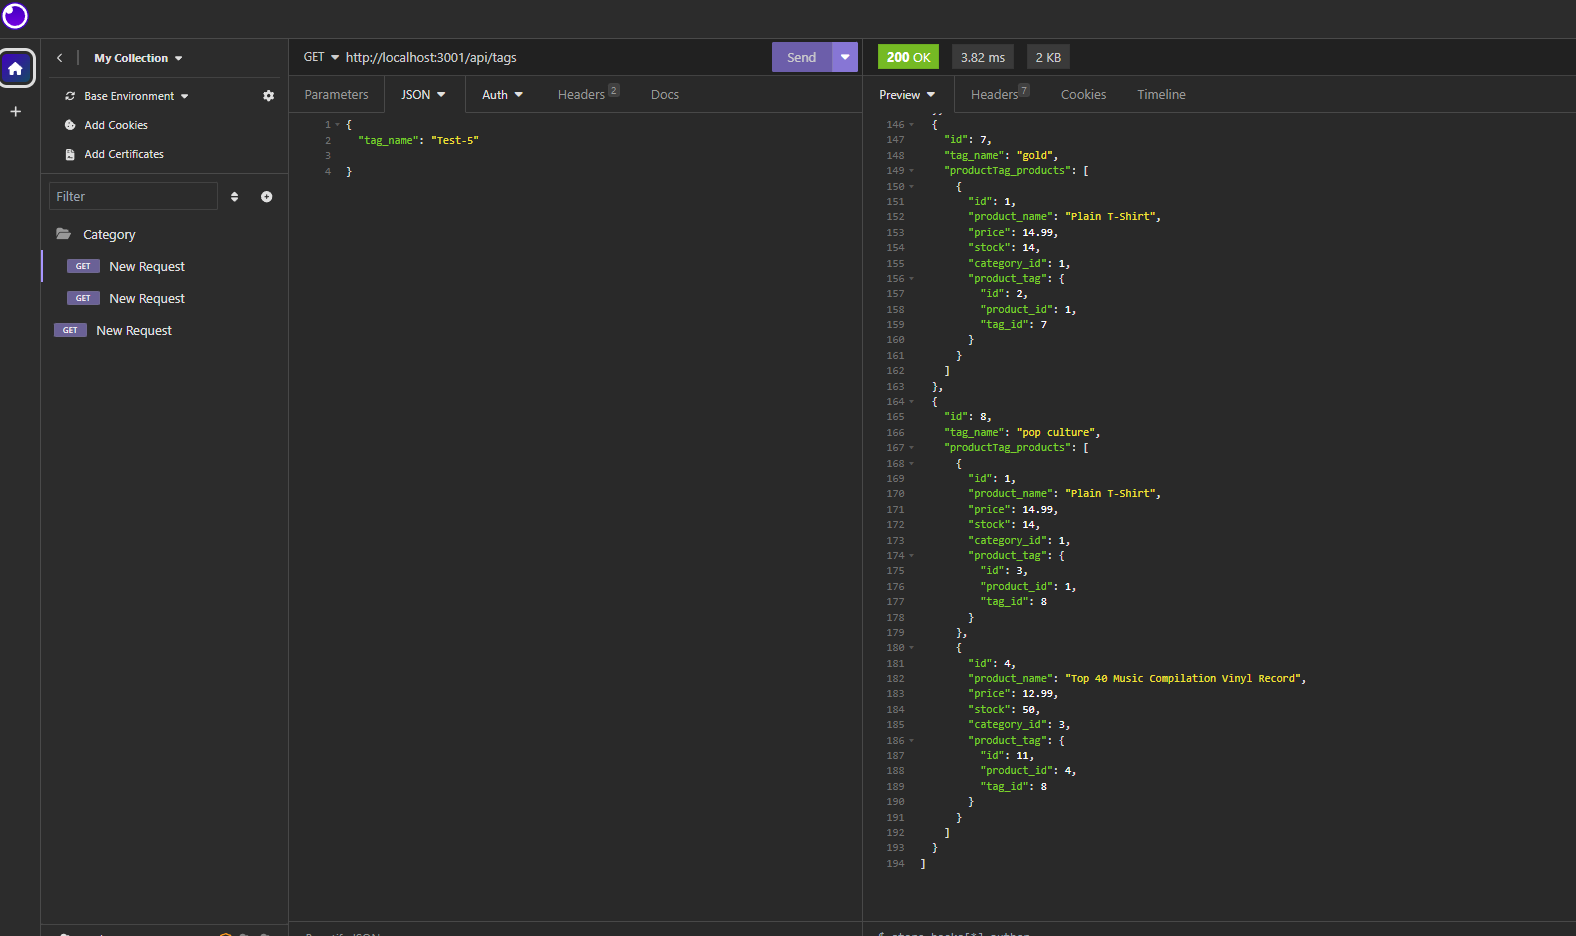 My Collection
Base Environment
Add Cookies
Add Certificates
Filter
Category
GET New Request
GET New Request
GET New Request
GET http://localhost:3001/api/tags
Send
Parameters JSON Auth Headers 2 Docs
1 {
2 "tag_name": "Test-5"
3
4 }
200 OK 3.82 ms 2 KB
Preview Headers 7 Cookies Timeline
146 {
147 "id": 7,
148 "tag_name": "gold",
149 "productTag_products": [
150 {
151 "id": 1,
152 "product_name": "Plain T-Shirt",
153 "price": 14.99,
154 "stock": 14,
155 "category_id": 1,
156 "product_tag": {
157 "id": 2,
158 "product_id": 1,
159 "tag_id": 7
160 }
161 }
162 ]
163 },
164 {
165 "id": 8,
166 "tag_name": "pop culture",
167 "productTag_products": [
168 {
169 "id": 1,
170 "product_name": "Plain T-Shirt",
171 "price": 14.99,
172 "stock": 14,
173 "category_id": 1,
174 "product_tag": {
175 "id": 3,
176 "product_id": 1,
177 "tag_id": 8
178 }
179 },
180 {
181 "id": 4,
182 "product_name": "Top 40 Music Compilation Vinyl Record",
183 "price": 12.99,
184 "stock": 50,
185 "category_id": 3,
186 "product_tag": {
187 "id": 11,
188 "product_id": 4,
189 "tag_id": 8
190 }
191 }
192 ]
193 }
194 ]